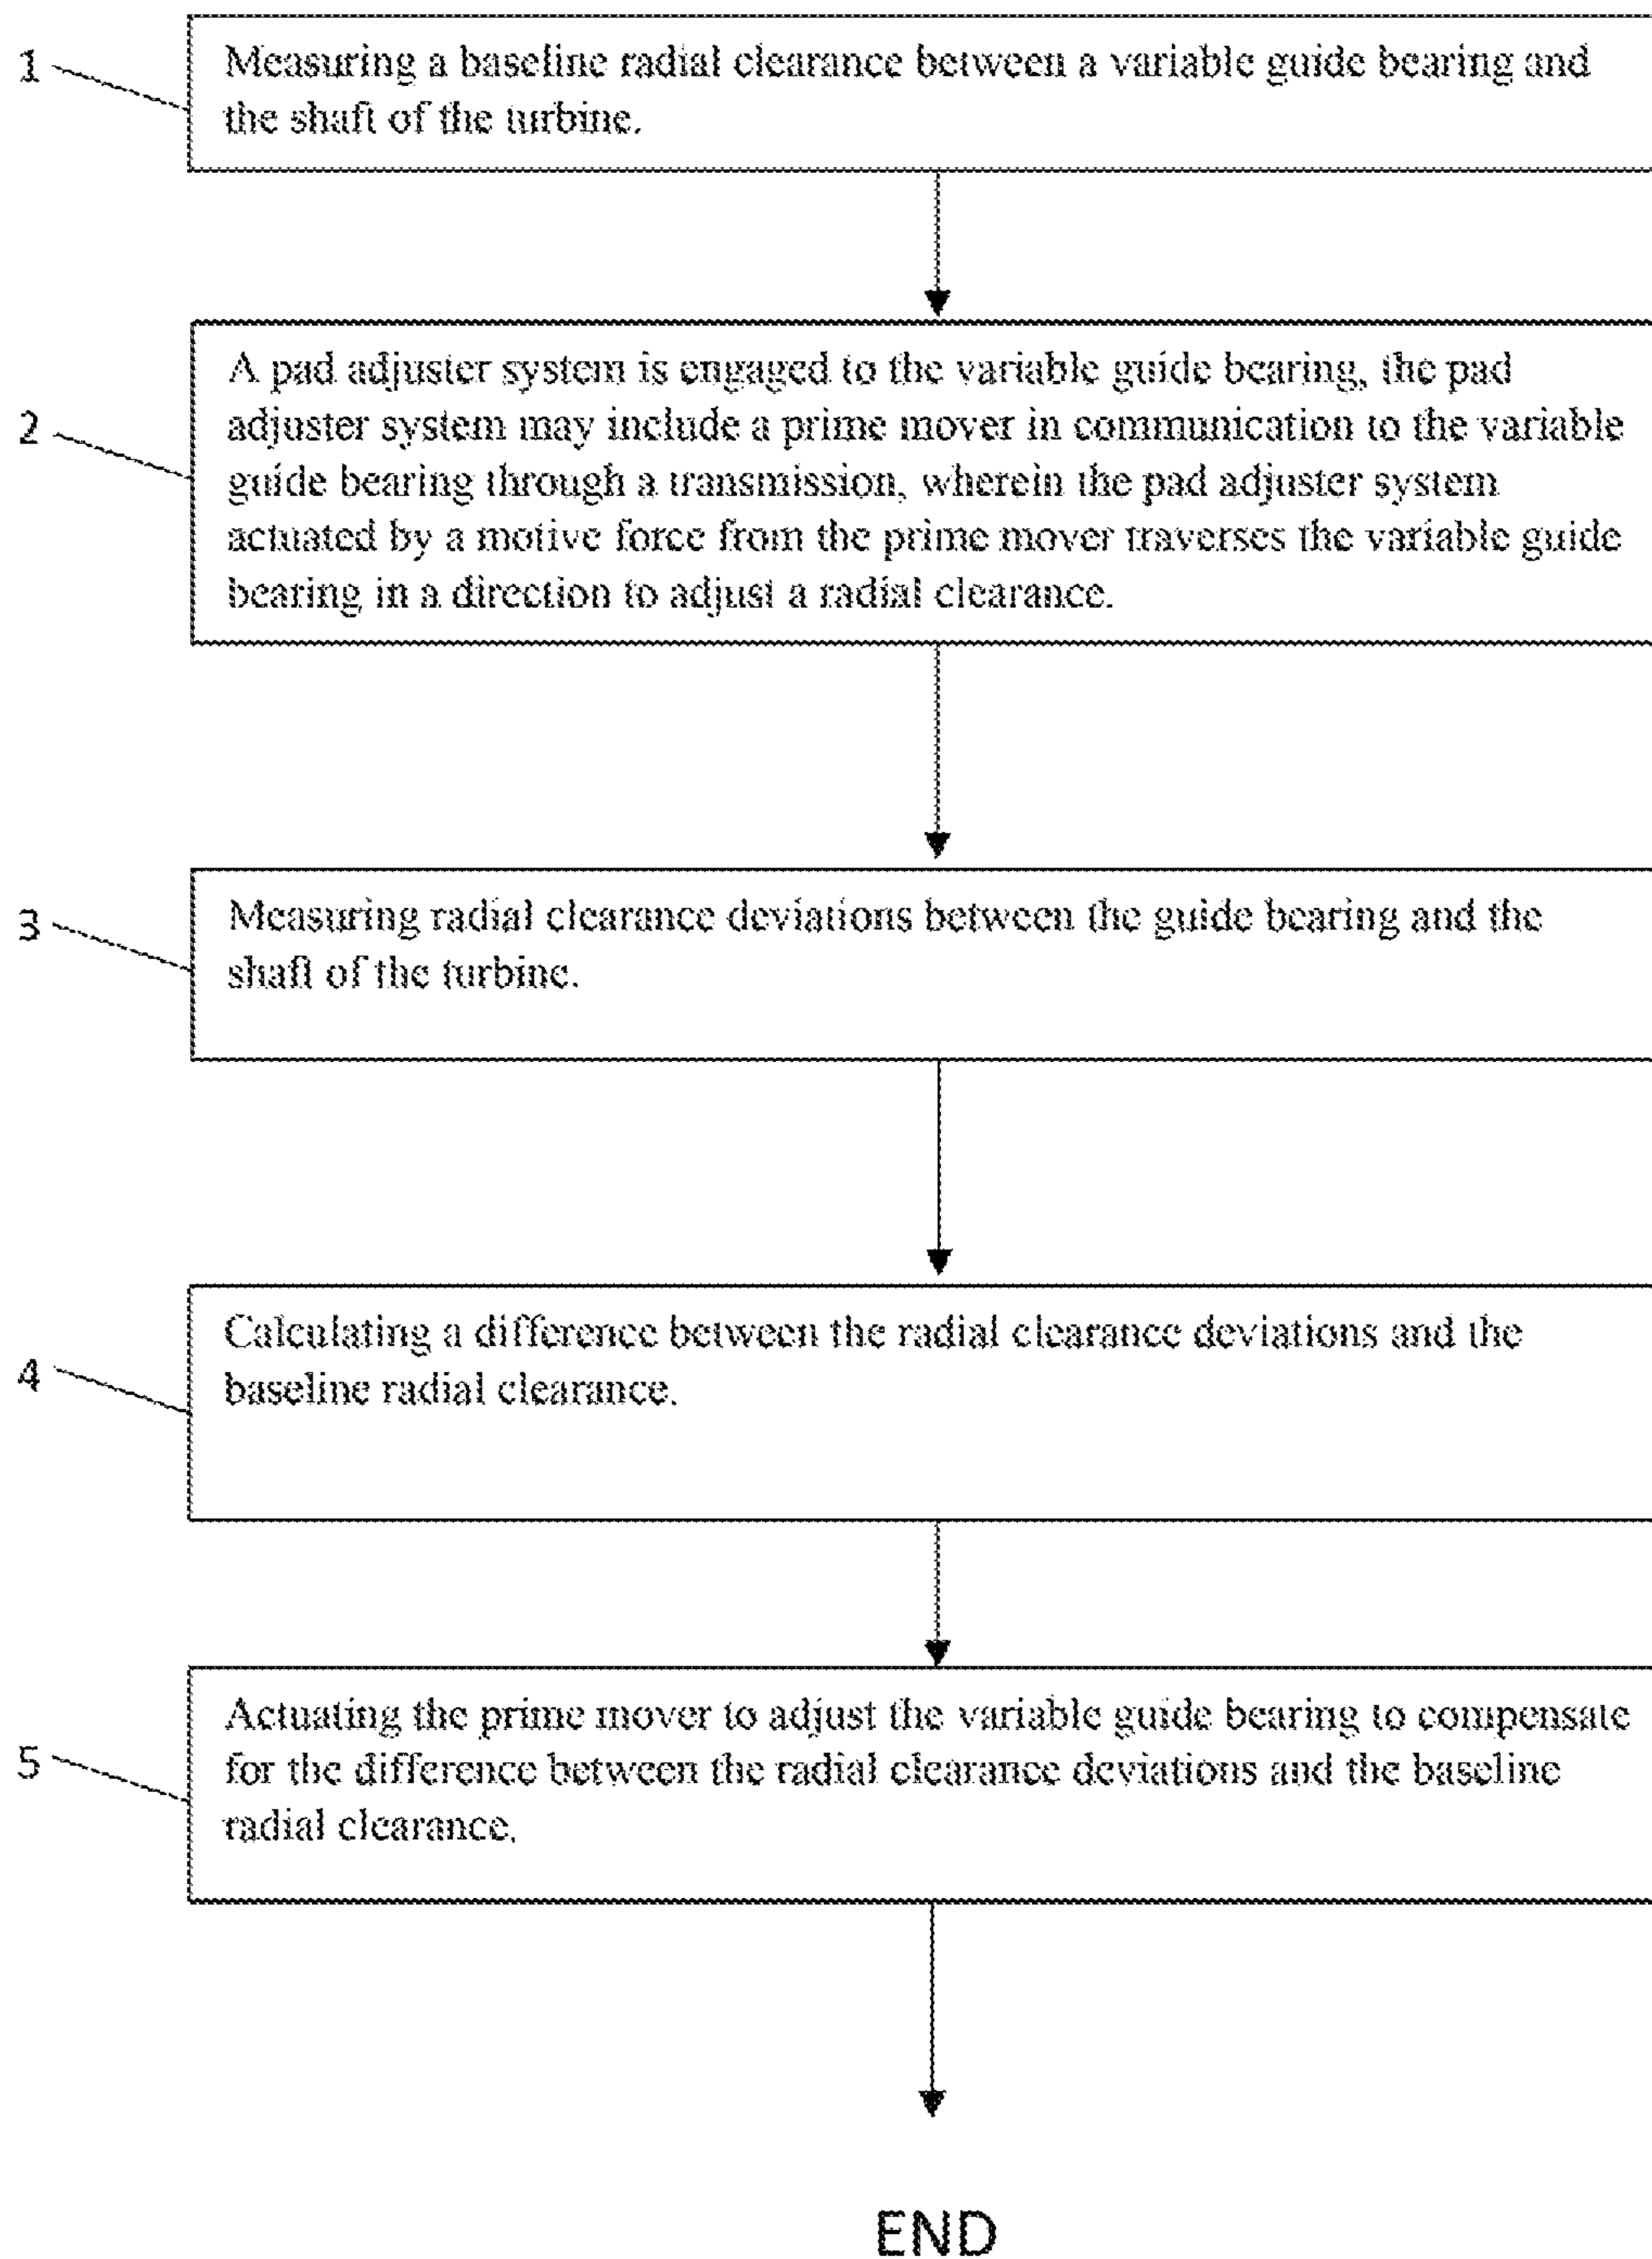 1
Measuring a baseline radial clearance between a variable guide bearing and
the shaft of the turbine.
2
A pad adjuster system is engaged to the variable guide bearing, the pad
adjuster system may include a prime mover in communication to the variable
guide bearing through a transmission, wherein the pad adjuster system
actuated by a motive force from the prime mover traverses the variable guide
bearing in a direction to adjust a radial clearance.
3
Measuring radial clearance deviations between the guide bearing and the
shaft of the turbine.
4
Calculating a difference between the radial clearance deviations and the
baseline radial clearance.
5
Actuating the prime mover to adjust the variable guide bearing to compensate
for the difference between the radial clearance deviations and the baseline
radial clearance.
END